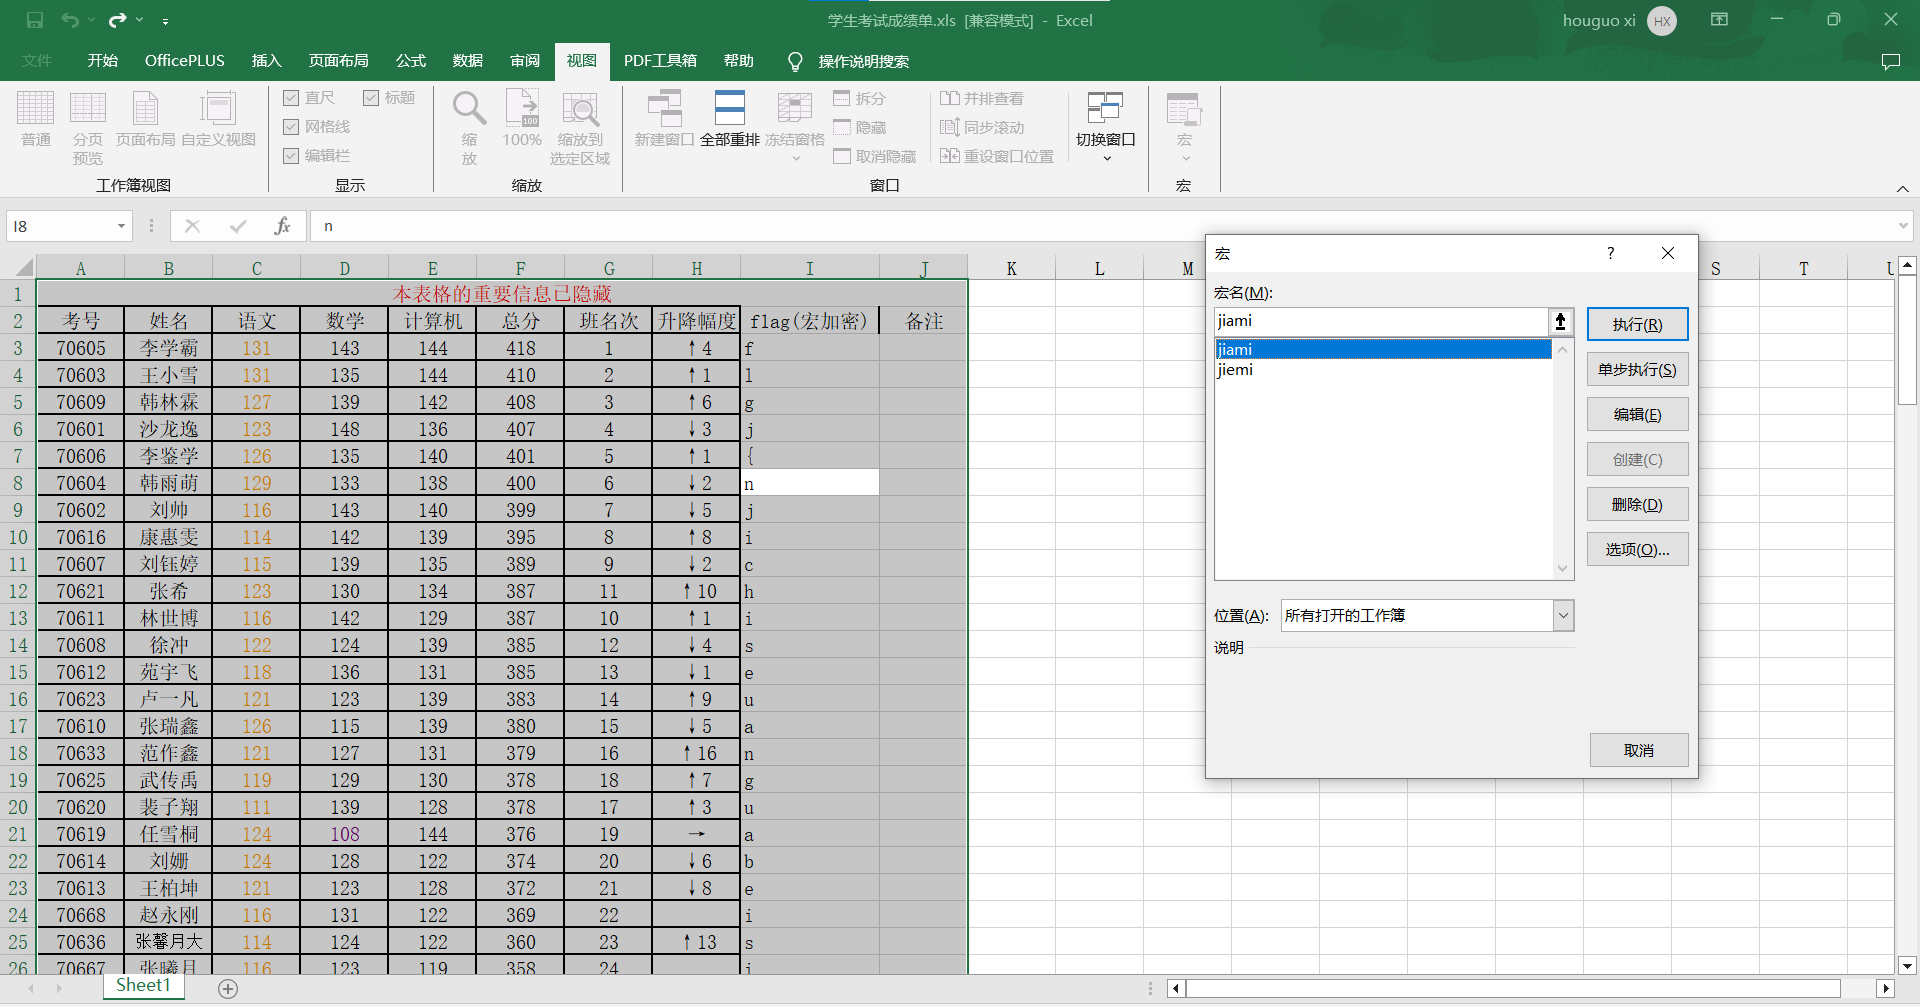 学生考试成绩单.xls [兼容模式] - Excel
houguo xi HX
文件 开始 OfficePLUS 插入 页面布局 公式 数据 审阅 视图 PDF工具箱 帮助 操作说明搜索
普通 分页预览 页面布局 自定义视图
工作簿视图
直尺 标题
网格线
编辑栏
显示
缩放 100% 缩放到选定区域
缩放
新建窗口 全部重排 冻结窗格
拆分 并排查看
隐藏 同步滚动
取消隐藏 重设窗口位置
切换窗口
窗口
宏
宏
I8 fx n
A B C D E F G H I J K L M S T U
1 本表格的重要信息已隐藏
2 考号 姓名 语文 数学 计算机 总分 班名次 升降幅度 flag(宏加密) 备注
3 70605 李学霸 131 143 144 418 1 ↑4 f
4 70603 王小雪 131 135 144 410 2 ↑1 l
5 70609 韩林霖 127 139 142 408 3 ↑6 g
6 70601 沙龙逸 123 148 136 407 4 ↓3 j
7 70606 李鉴学 126 135 140 401 5 ↑1 {
8 70604 韩雨萌 129 133 138 400 6 ↓2 n
9 70602 刘帅 116 143 140 399 7 ↓5 j
10 70616 康惠雯 114 142 139 395 8 ↑8 i
11 70607 刘钰婷 115 139 135 389 9 ↓2 c
12 70621 张希 123 130 134 387 11 ↑10 h
13 70611 林世博 116 142 129 387 10 ↑1 i
14 70608 徐冲 122 124 139 385 12 ↓4 s
15 70612 苑宇飞 118 136 131 385 13 ↓1 e
16 70623 卢一凡 121 123 139 383 14 ↑9 u
17 70610 张瑞鑫 126 115 139 380 15 ↓5 a
18 70633 范作鑫 121 127 131 379 16 ↑16 n
19 70625 武传禹 119 129 130 378 18 ↑7 g
20 70620 裴子翔 111 139 128 378 17 ↑3 u
21 70619 任雪桐 124 108 144 376 19 → a
22 70614 刘姗 124 128 122 374 20 ↓6 b
23 70613 王柏坤 121 123 128 372 21 ↓8 e
24 70668 赵永刚 116 131 122 369 22 i
25 70636 张馨月大 114 124 122 360 23 ↑13 s
26 70667 张曦月 116 123 119 358 24 i
Sheet1
宏 ?
宏名(M):
jiami
jiami
jiemi
执行(R)
单步执行(S)
编辑(E)
创建(C)
删除(D)
选项(O)...
位置(A): 所有打开的工作簿
说明
取消